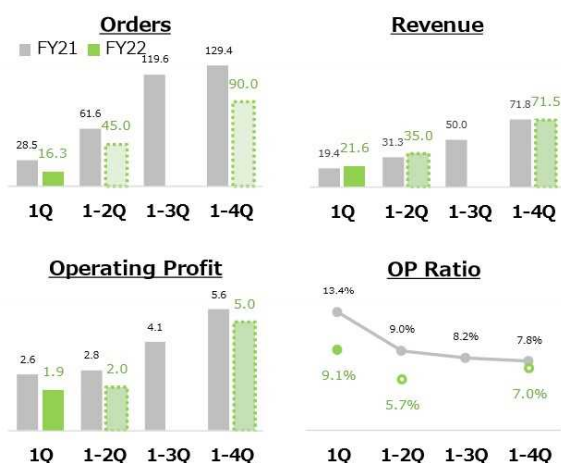 Orders
FY21 FY22
28.5 16.3 61.6 45.0 119.6 129.4 90.0
1Q 1-2Q 1-3Q 1-4Q
Revenue
19.4 21.6 31.3 35.0 50.0 71.8 71.5
1Q 1-2Q 1-3Q 1-4Q
Operating Profit
2.6 1.9 2.8 2.0 4.1 5.6 5.0
1Q 1-2Q 1-3Q 1-4Q
OP Ratio
13.4% 9.0% 8.2% 7.8%
9.1% 5.7% 7.0%
1Q 1-2Q 1-3Q 1-4Q